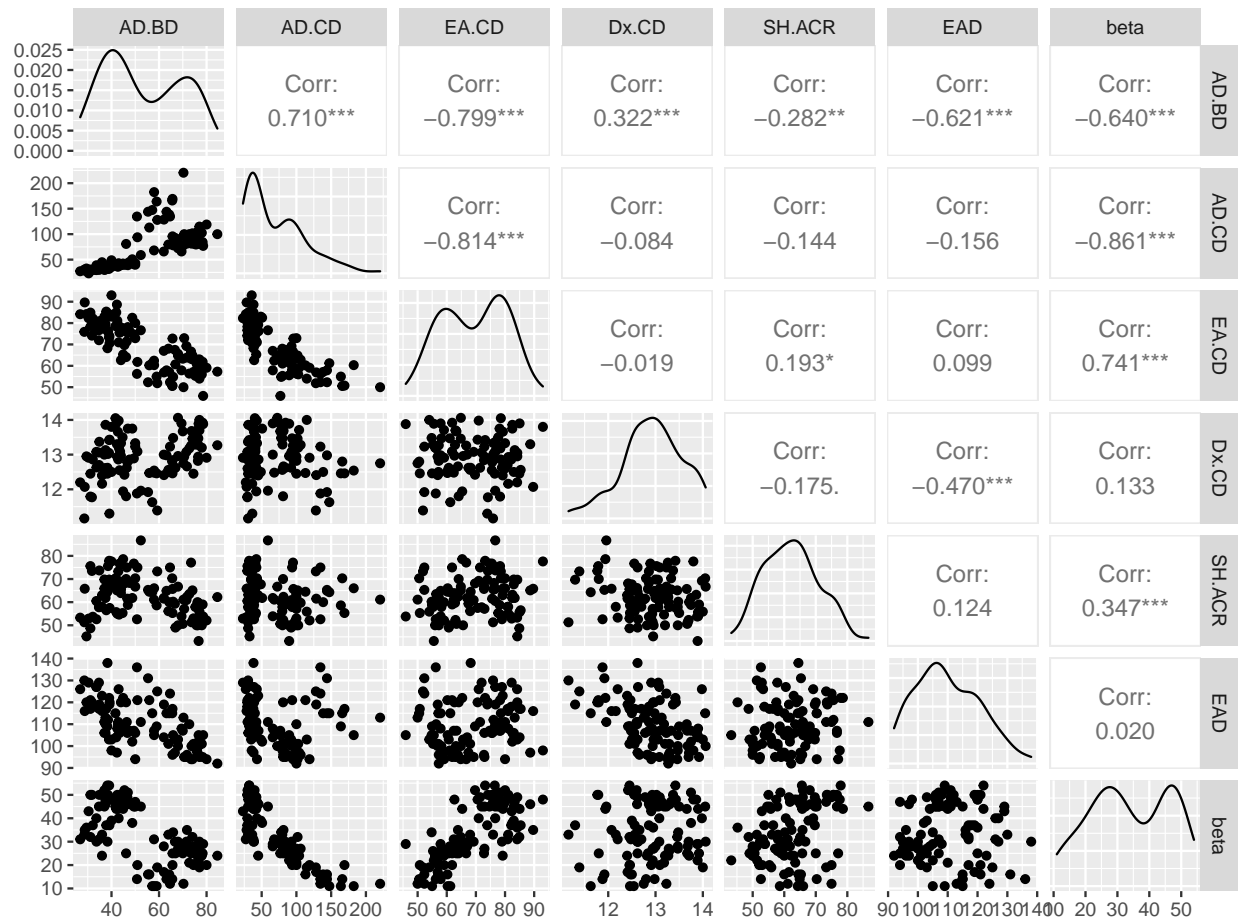 AD.BD AD.CD EA.CD Dx.CD SH.ACR EAD beta
0.025
0.020
0.015
0.010
0.005
0.000
Corr: Corr: Corr: Corr: Corr: Corr:
0.710*** −0.799*** 0.322*** −0.282** −0.621*** −0.640***
AD.BD
200
150
100
50
Corr: Corr: Corr: Corr: Corr:
−0.814*** −0.084 −0.144 −0.156 −0.861***
AD.CD
90
80
70
60
50
Corr: Corr: Corr: Corr:
−0.019 0.193* 0.099 0.741***
EA.CD
14
13
12
Corr: Corr: Corr:
−0.175. −0.470*** 0.133
Dx.CD
80
70
60
50
Corr: Corr:
0.124 0.347***
SH.ACR
140
130
120
110
100
90
Corr:
0.020
EAD
50
40
30
20
10
beta
40 60 80 50 100 150 200 50 60 70 80 90 12 13 14 50 60 70 80 90 100 110 120 130 140 10 20 30 40 50